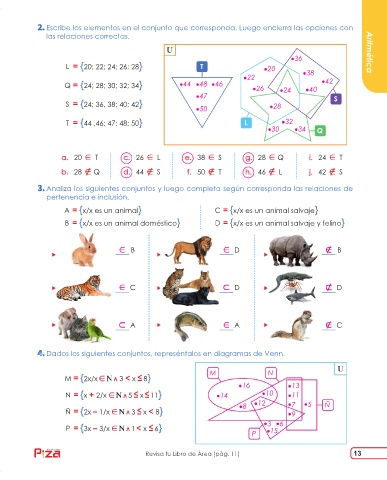 2. Escribe los elementos en el conjunto que corresponda. Luego encierra las opciones con
las relaciones correctas.
Aritmética
U
L = {20; 22; 24; 26; 28}
Q = {24; 28; 30; 32; 34}
S = {24; 36; 38; 40; 42}
T = {44; 46; 47; 48; 50}
T
•44 •48 •46
•47
•50
•36
•20 •38
•22 •42
•26 •24 •40
S
•28
L •32
•30 •34 Q
a. 20 ∈ T c. 26 ∈ L e. 38 ∈ S g. 28 ∈ Q i. 24 ∈ T
b. 28 ∉ Q d. 44 ∉ S f. 50 ∉ T h. 46 ∉ L j. 42 ∉ S
3. Analiza los siguientes conjuntos y luego completa según corresponda las relaciones de
pertenencia e inclusión.
A = {x/x es un animal} C = {x/x es un animal salvaje}
B = {x/x es un animal doméstico} D = {x/x es un animal salvaje y felino}
∈ B ∈ D ∉ B
∈ C ⊂ D ⊄ D
⊂ A ∈ A ∉ C
4. Dados los siguientes conjuntos, represéntalos en diagramas de Venn.
M = {2x/x ∈ N ∧ 3 < x ≤ 8}
N = {x + 2/x ∈ N ∧ 5 ≤ x ≤ 11}
Ñ = {2x – 1/x ∈ N ∧ 3 ≤ x < 8}
P = {3x – 3/x ∈ N ∧ 1 < x ≤ 6}
U
M N
•16 •13
•14 •10 •11
•8 •12 •7 •5 Ñ
•9
•3 •6
P •15
Pizza
Revisa tu Libro de Área (pág. 11)
13